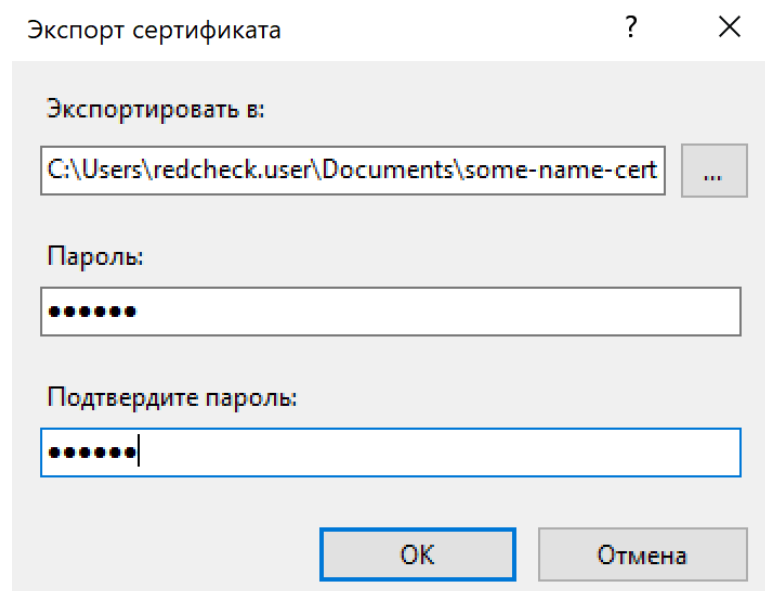 Экспорт сертификата ? ×
Экспортировать в:
C:\Users\redcheck.user\Documents\some-name-cert ...
Пароль:
●●●●●●
Подтвердите пароль:
●●●●●●
OK Отмена